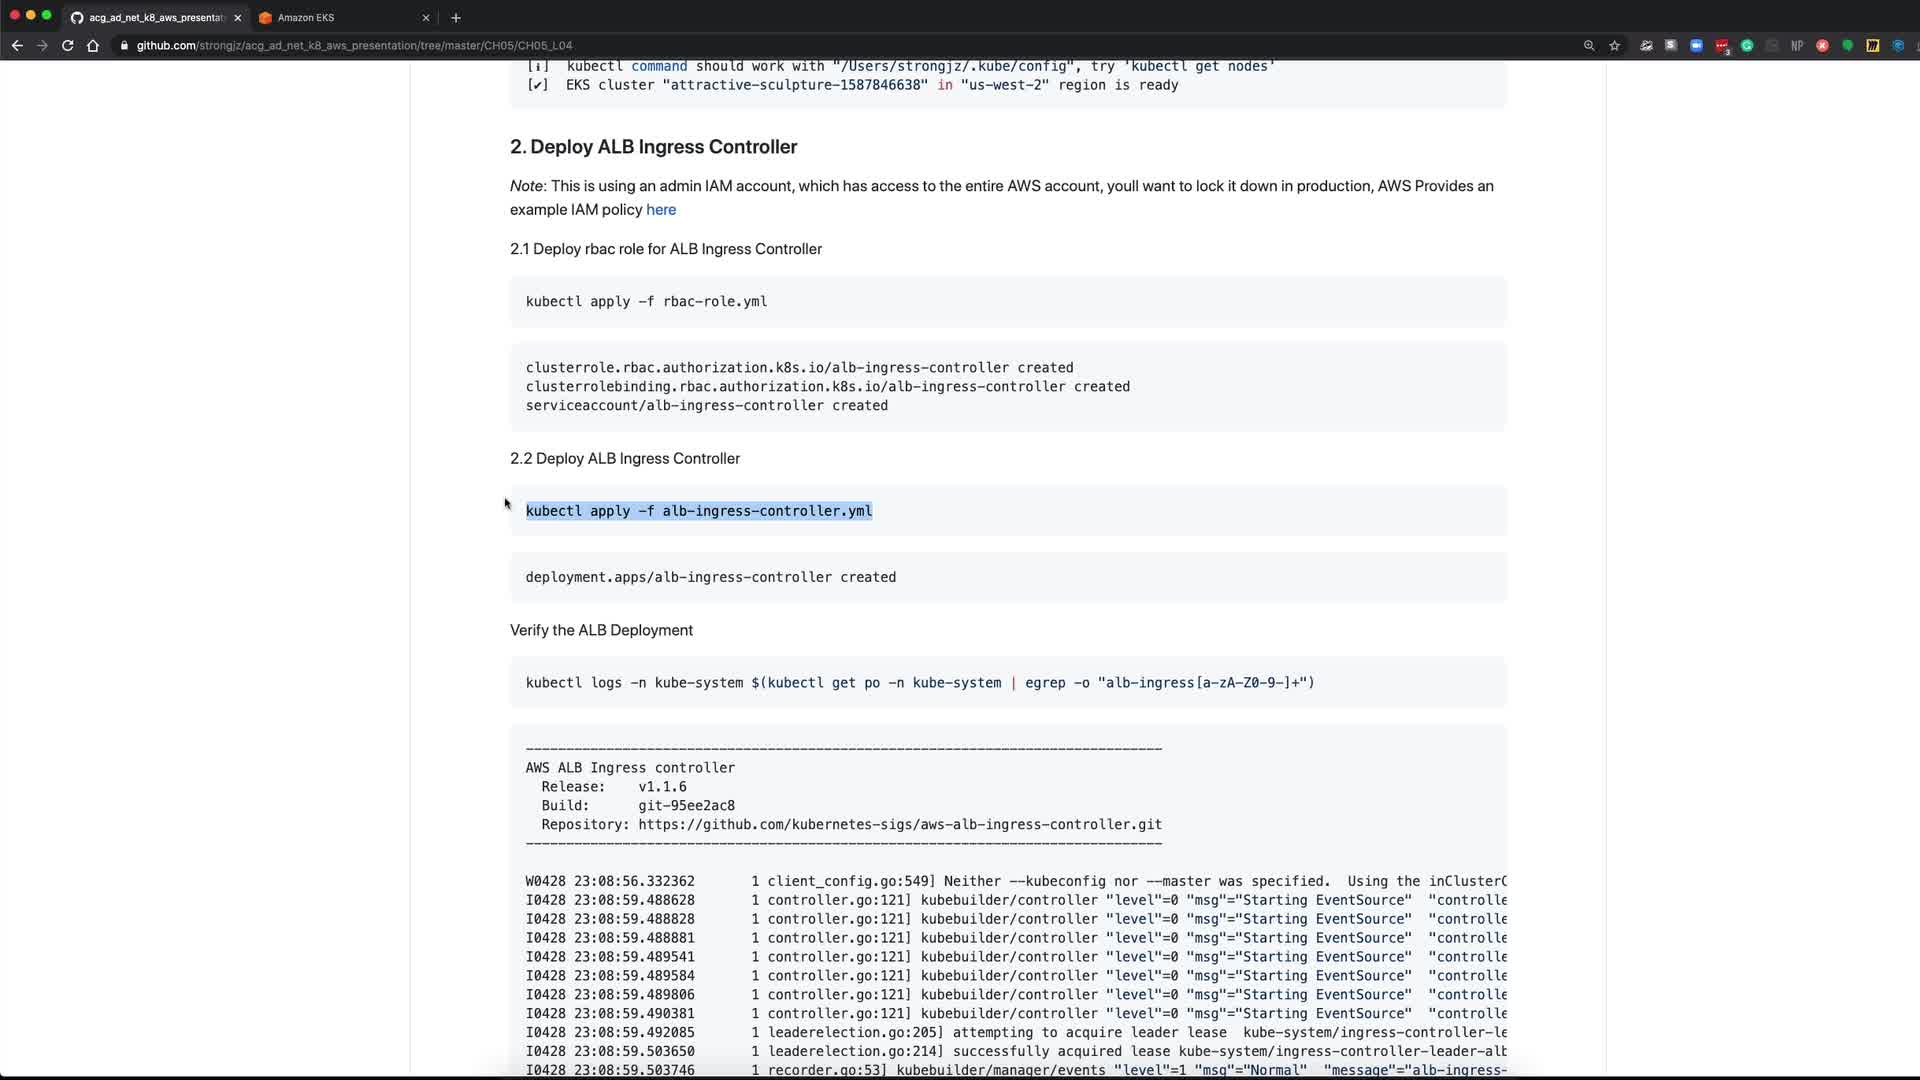 acg_ad_net_k8_aws_presentat
Amazon EKS
github.com/strongjz/acg_ad_net_k8_aws_presentation/tree/master/CH05/CH05_L04
NP
[i] kubectl command should work with "/Users/strongjz/.kube/config", try 'kubectl get nodes'
[✔] EKS cluster "attractive-sculpture-1587846638" in "us-west-2" region is ready
2. Deploy ALB Ingress Controller
Note: This is using an admin IAM account, which has access to the entire AWS account, youll want to lock it down in production, AWS Provides an
example IAM policy here
2.1 Deploy rbac role for ALB Ingress Controller
kubectl apply -f rbac-role.yml
clusterrole.rbac.authorization.k8s.io/alb-ingress-controller created
clusterrolebinding.rbac.authorization.k8s.io/alb-ingress-controller created
serviceaccount/alb-ingress-controller created
2.2 Deploy ALB Ingress Controller
kubectl apply -f alb-ingress-controller.yml
deployment.apps/alb-ingress-controller created
Verify the ALB Deployment
kubectl logs -n kube-system $(kubectl get po -n kube-system | egrep -o "alb-ingress[a-zA-Z0-9-]+")
-------------------------------------------------------------------------------
AWS ALB Ingress controller
Release: v1.1.6
Build: git-95ee2ac8
Repository: https://github.com/kubernetes-sigs/aws-alb-ingress-controller.git
-------------------------------------------------------------------------------
W0428 23:08:56.332362 1 client_config.go:549] Neither --kubeconfig nor --master was specified. Using the inClusterC
I0428 23:08:59.488628 1 controller.go:121] kubebuilder/controller "level"=0 "msg"="Starting EventSource" "controlle
I0428 23:08:59.488828 1 controller.go:121] kubebuilder/controller "level"=0 "msg"="Starting EventSource" "controlle
I0428 23:08:59.488881 1 controller.go:121] kubebuilder/controller "level"=0 "msg"="Starting EventSource" "controlle
I0428 23:08:59.489541 1 controller.go:121] kubebuilder/controller "level"=0 "msg"="Starting EventSource" "controlle
I0428 23:08:59.489584 1 controller.go:121] kubebuilder/controller "level"=0 "msg"="Starting EventSource" "controlle
I0428 23:08:59.489806 1 controller.go:121] kubebuilder/controller "level"=0 "msg"="Starting EventSource" "controlle
I0428 23:08:59.490381 1 controller.go:121] kubebuilder/controller "level"=0 "msg"="Starting EventSource" "controlle
I0428 23:08:59.492085 1 leaderelection.go:205] attempting to acquire leader lease kube-system/ingress-controller-le
I0428 23:08:59.503650 1 leaderelection.go:214] successfully acquired lease kube-system/ingress-controller-leader-alb
I0428 23:08:59.503746 1 recorder.go:53] kubebuilder/manager/events "level"=1 "msg"="Normal" "message"="alb-ingress-